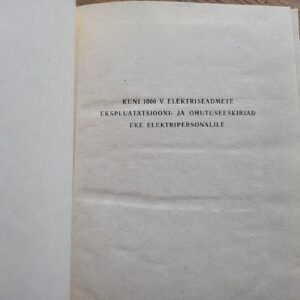 KUNI 1000 V ELEKTRISEADMETE
EKSPLUATATSIOONI- JA OHUTUSEESKIRJAD
EKE ELEKTRIPERSONALILE